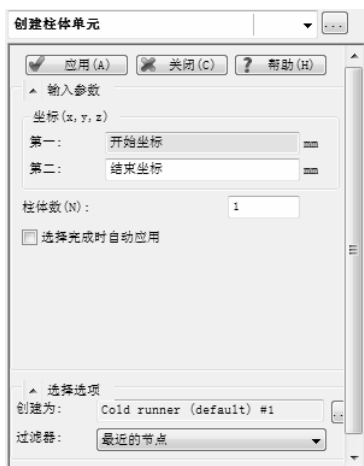 创建柱体单元
...
应用(A) 关闭(C) ? 帮助(H)
输入参数
坐标(x,y,z)
第一: 开始坐标 mm
第二: 结束坐标 mm
柱体数(N): 1
选择完成时自动应用
选择选项
创建为: Cold runner (default) #1 ..
过滤器: 最近的节点